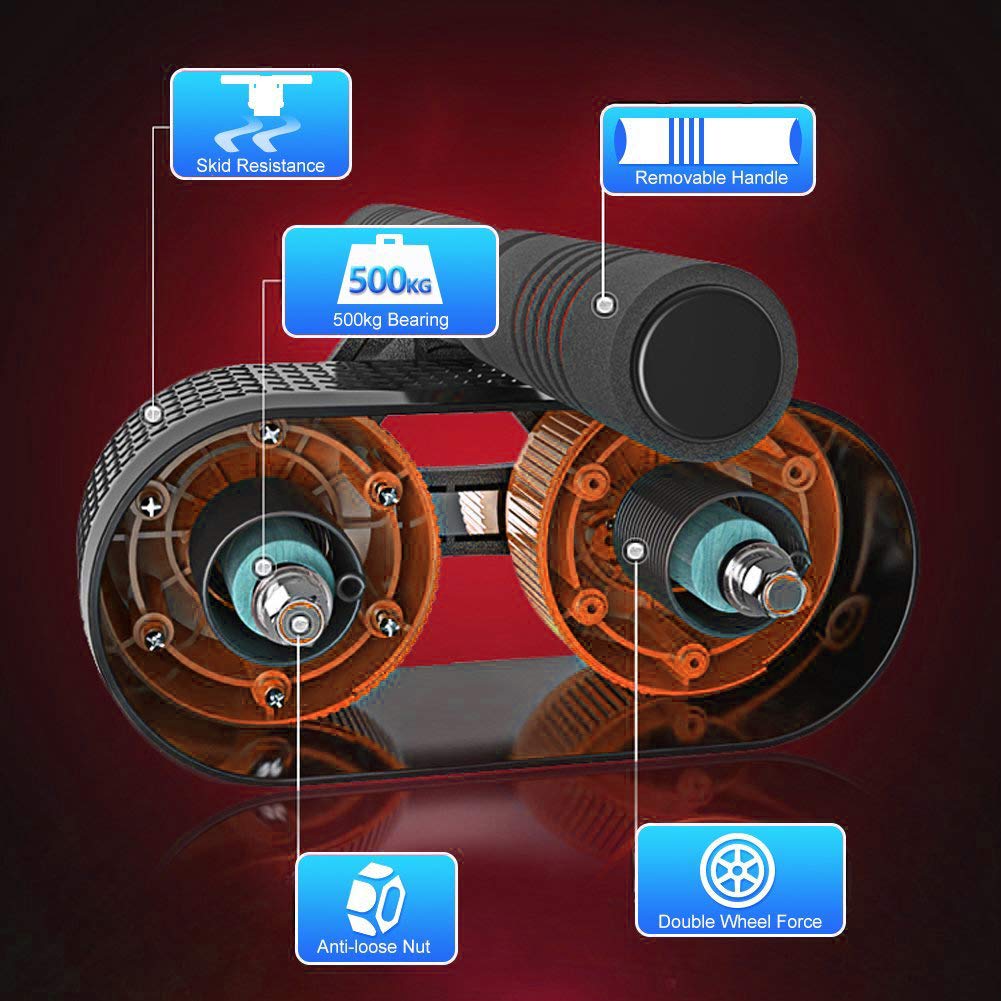 Skid Resistance
Removable Handle
500KG
500kg Bearing
Anti-loose Nut
Double Wheel Force